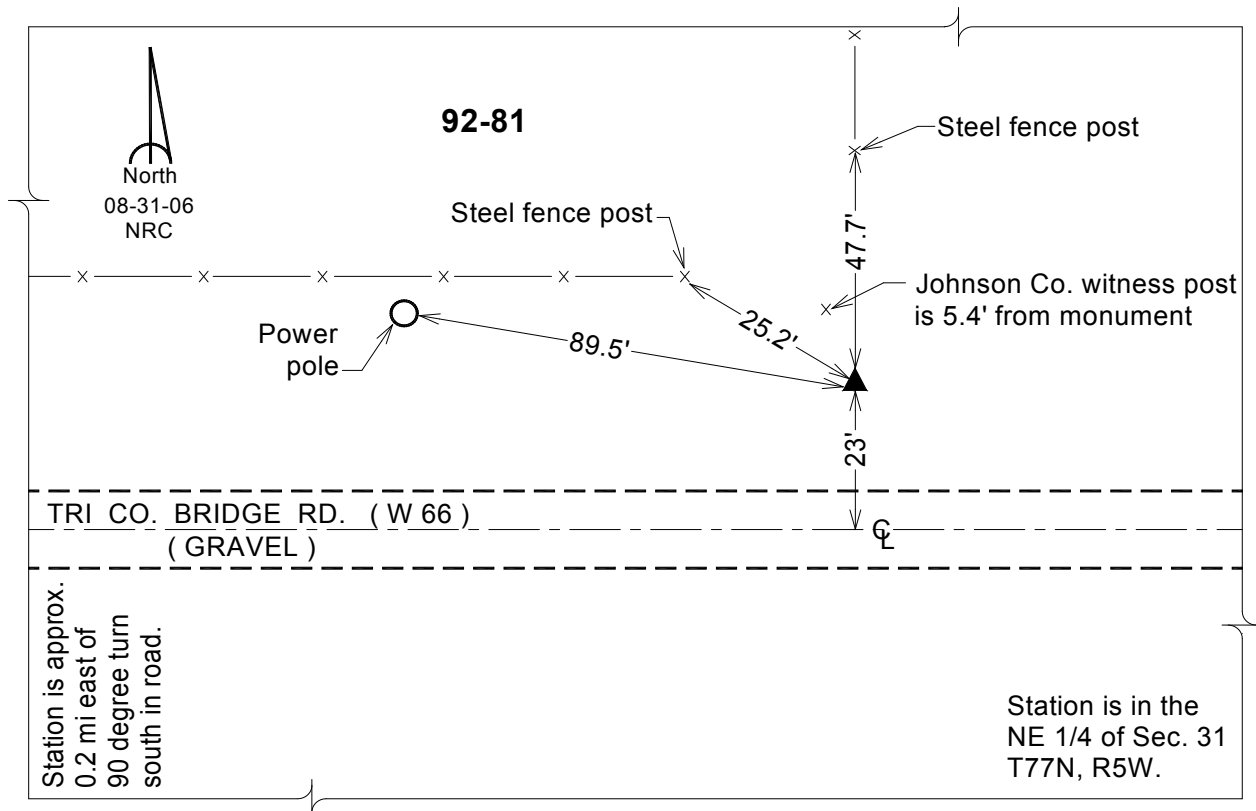 92-81
North
08-31-06
NRC
Steel fence post
Steel fence post
47.7'
Johnson Co. witness post
is 5.4' from monument
25.2'
Power
pole
89.5'
23'
TRI CO. BRIDGE RD. ( W 66 )
( GRAVEL )
CL
Station is approx.
0.2 mi east of
90 degree turn
south in road.
Station is in the
NE 1/4 of Sec. 31
T77N, R5W.